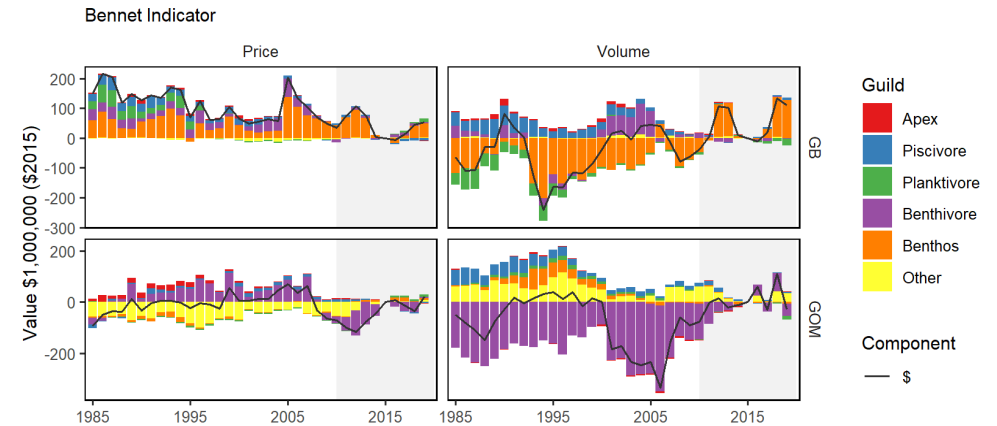 Bennet Indicator
Price
Volume
Value $1,000,000 ($2015)
200
100
0
-100
-200
-300
GB
200
0
-200
GOM
1985
1995
2005
2015
1985
1995
2005
2015
Guild
Apex
Piscivore
Planktivore
Benthivore
Benthos
Other
Component
$